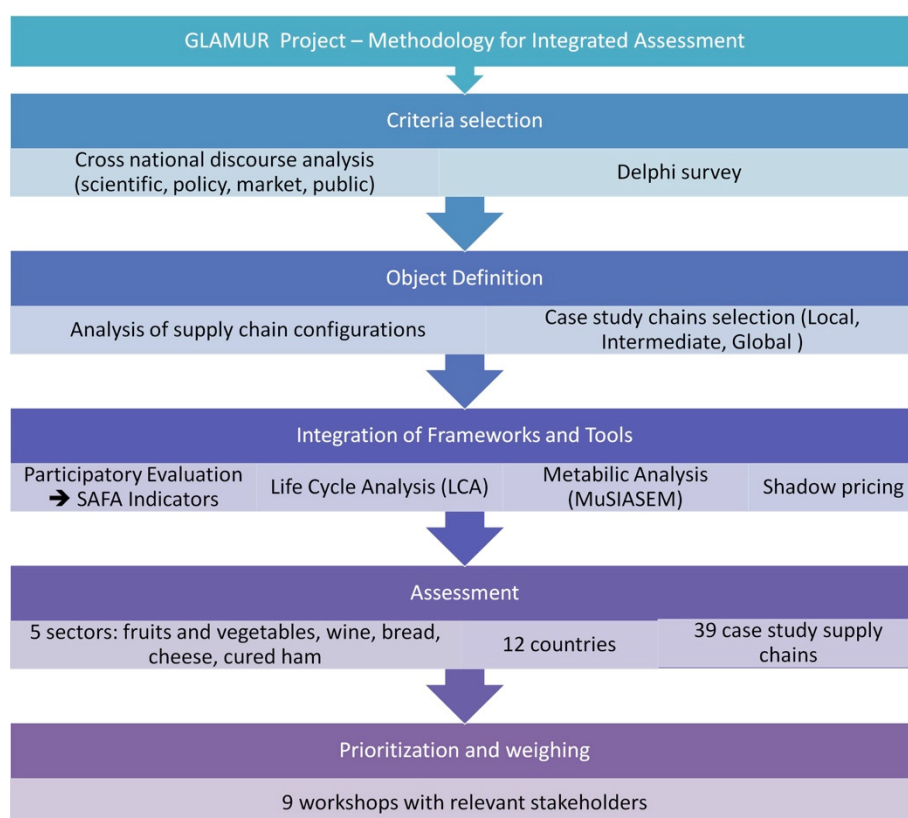 GLAMUR Project – Methodology for Integrated Assessment
Criteria selection
Cross national discourse analysis
(scientific, policy, market, public)
Delphi survey
Object Definition
Analysis of supply chain configurations
Case study chains selection (Local,
Intermediate, Global )
Integration of Frameworks and Tools
Participatory Evaluation
➔ SAFA Indicators
Life Cycle Analysis (LCA)
Metabilic Analysis
(MuSIASEM)
Shadow pricing
Assessment
5 sectors: fruits and vegetables, wine, bread,
cheese, cured ham
12 countries
39 case study supply
chains
Prioritization and weighing
9 workshops with relevant stakeholders